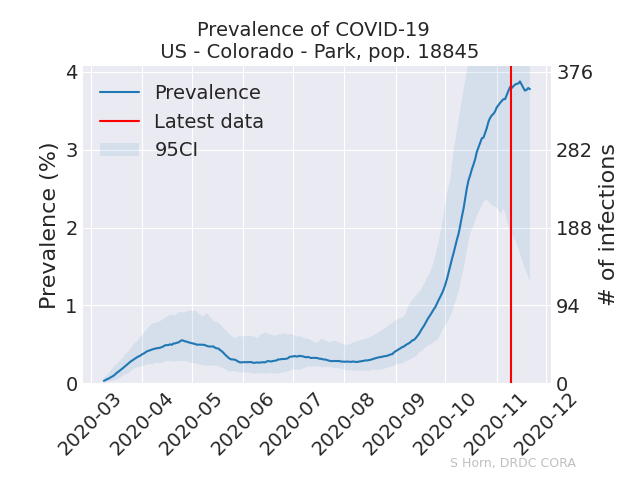 Prevalence of COVID-19
US - Colorado - Park, pop. 18845
Prevalence
Latest data
95CI
Prevalence (%)
4
3
2
1
0
# of infections
376
282
188
94
0
2020-03
2020-04
2020-05
2020-06
2020-07
2020-08
2020-09
2020-10
2020-11
2020-12
S Horn, DRDC CORA